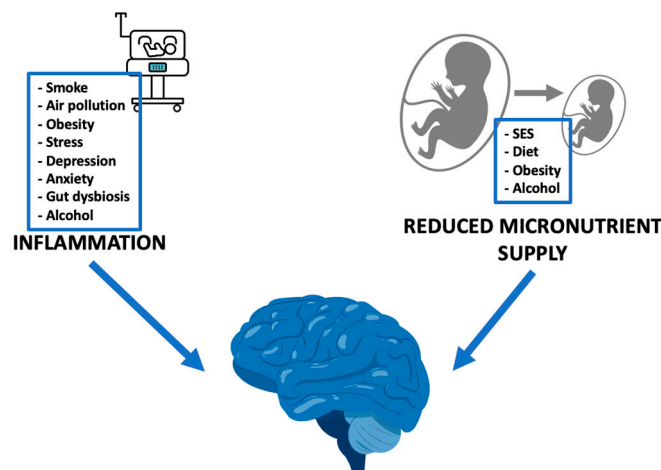 - Smoke
- Air pollution
- Obesity
- Stress
- Depression
- Anxiety
- Gut dysbiosis
- Alcohol
INFLAMMATION
- SES
- Diet
- Obesity
- Alcohol
REDUCED MICRONUTRIENT
SUPPLY